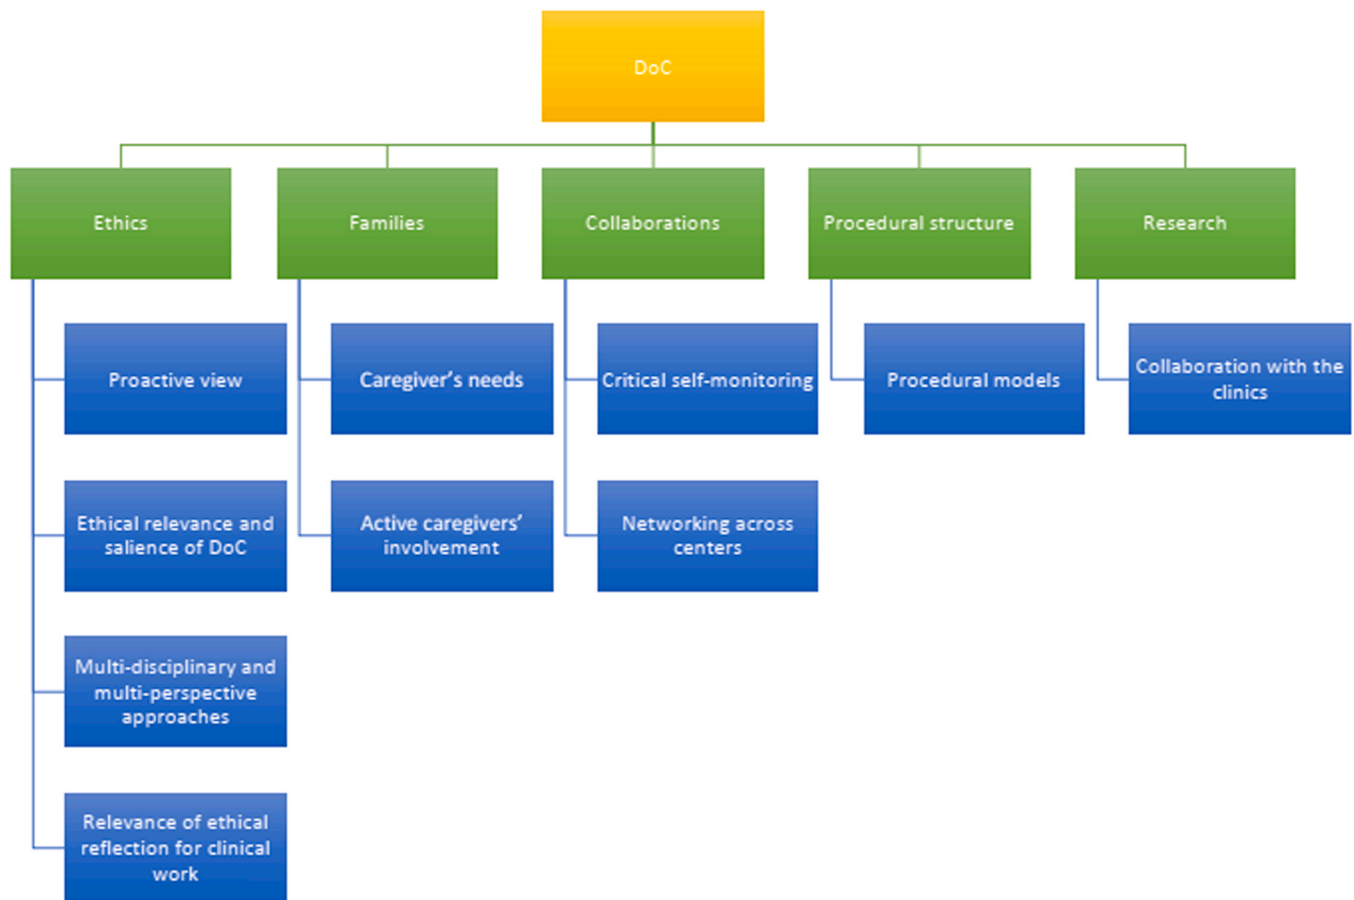 DoC
Ethics
Families
Collaborations
Procedural structure
Research
Proactive view
Caregiver’s needs
Critical self-monitoring
Procedural models
Collaboration with the
clinics
Ethical relevance and
salience of DoC
Active caregivers’
involvement
Networking across
centers
Multi-disciplinary and
multi-perspective
approaches
Relevance of ethical
reflection for clinical
work